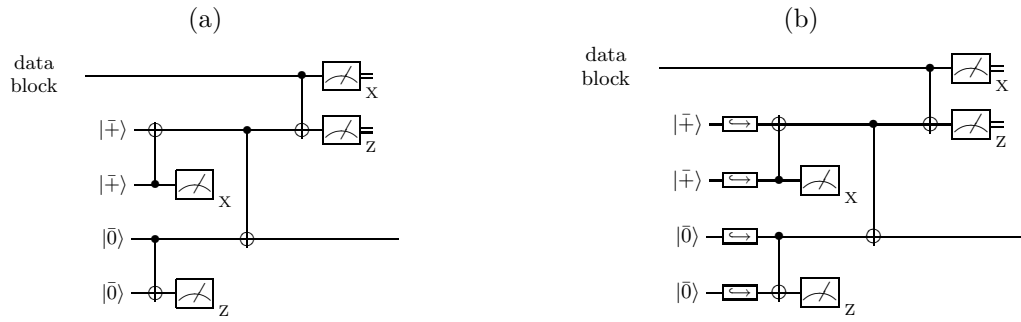 (a)
data
block
X
|+̄⟩
Z
|+̄⟩
X
|0̄⟩
|0̄⟩
Z
(b)
data
block
X
|+̄⟩
Z
|+̄⟩
X
|0̄⟩
|0̄⟩
Z